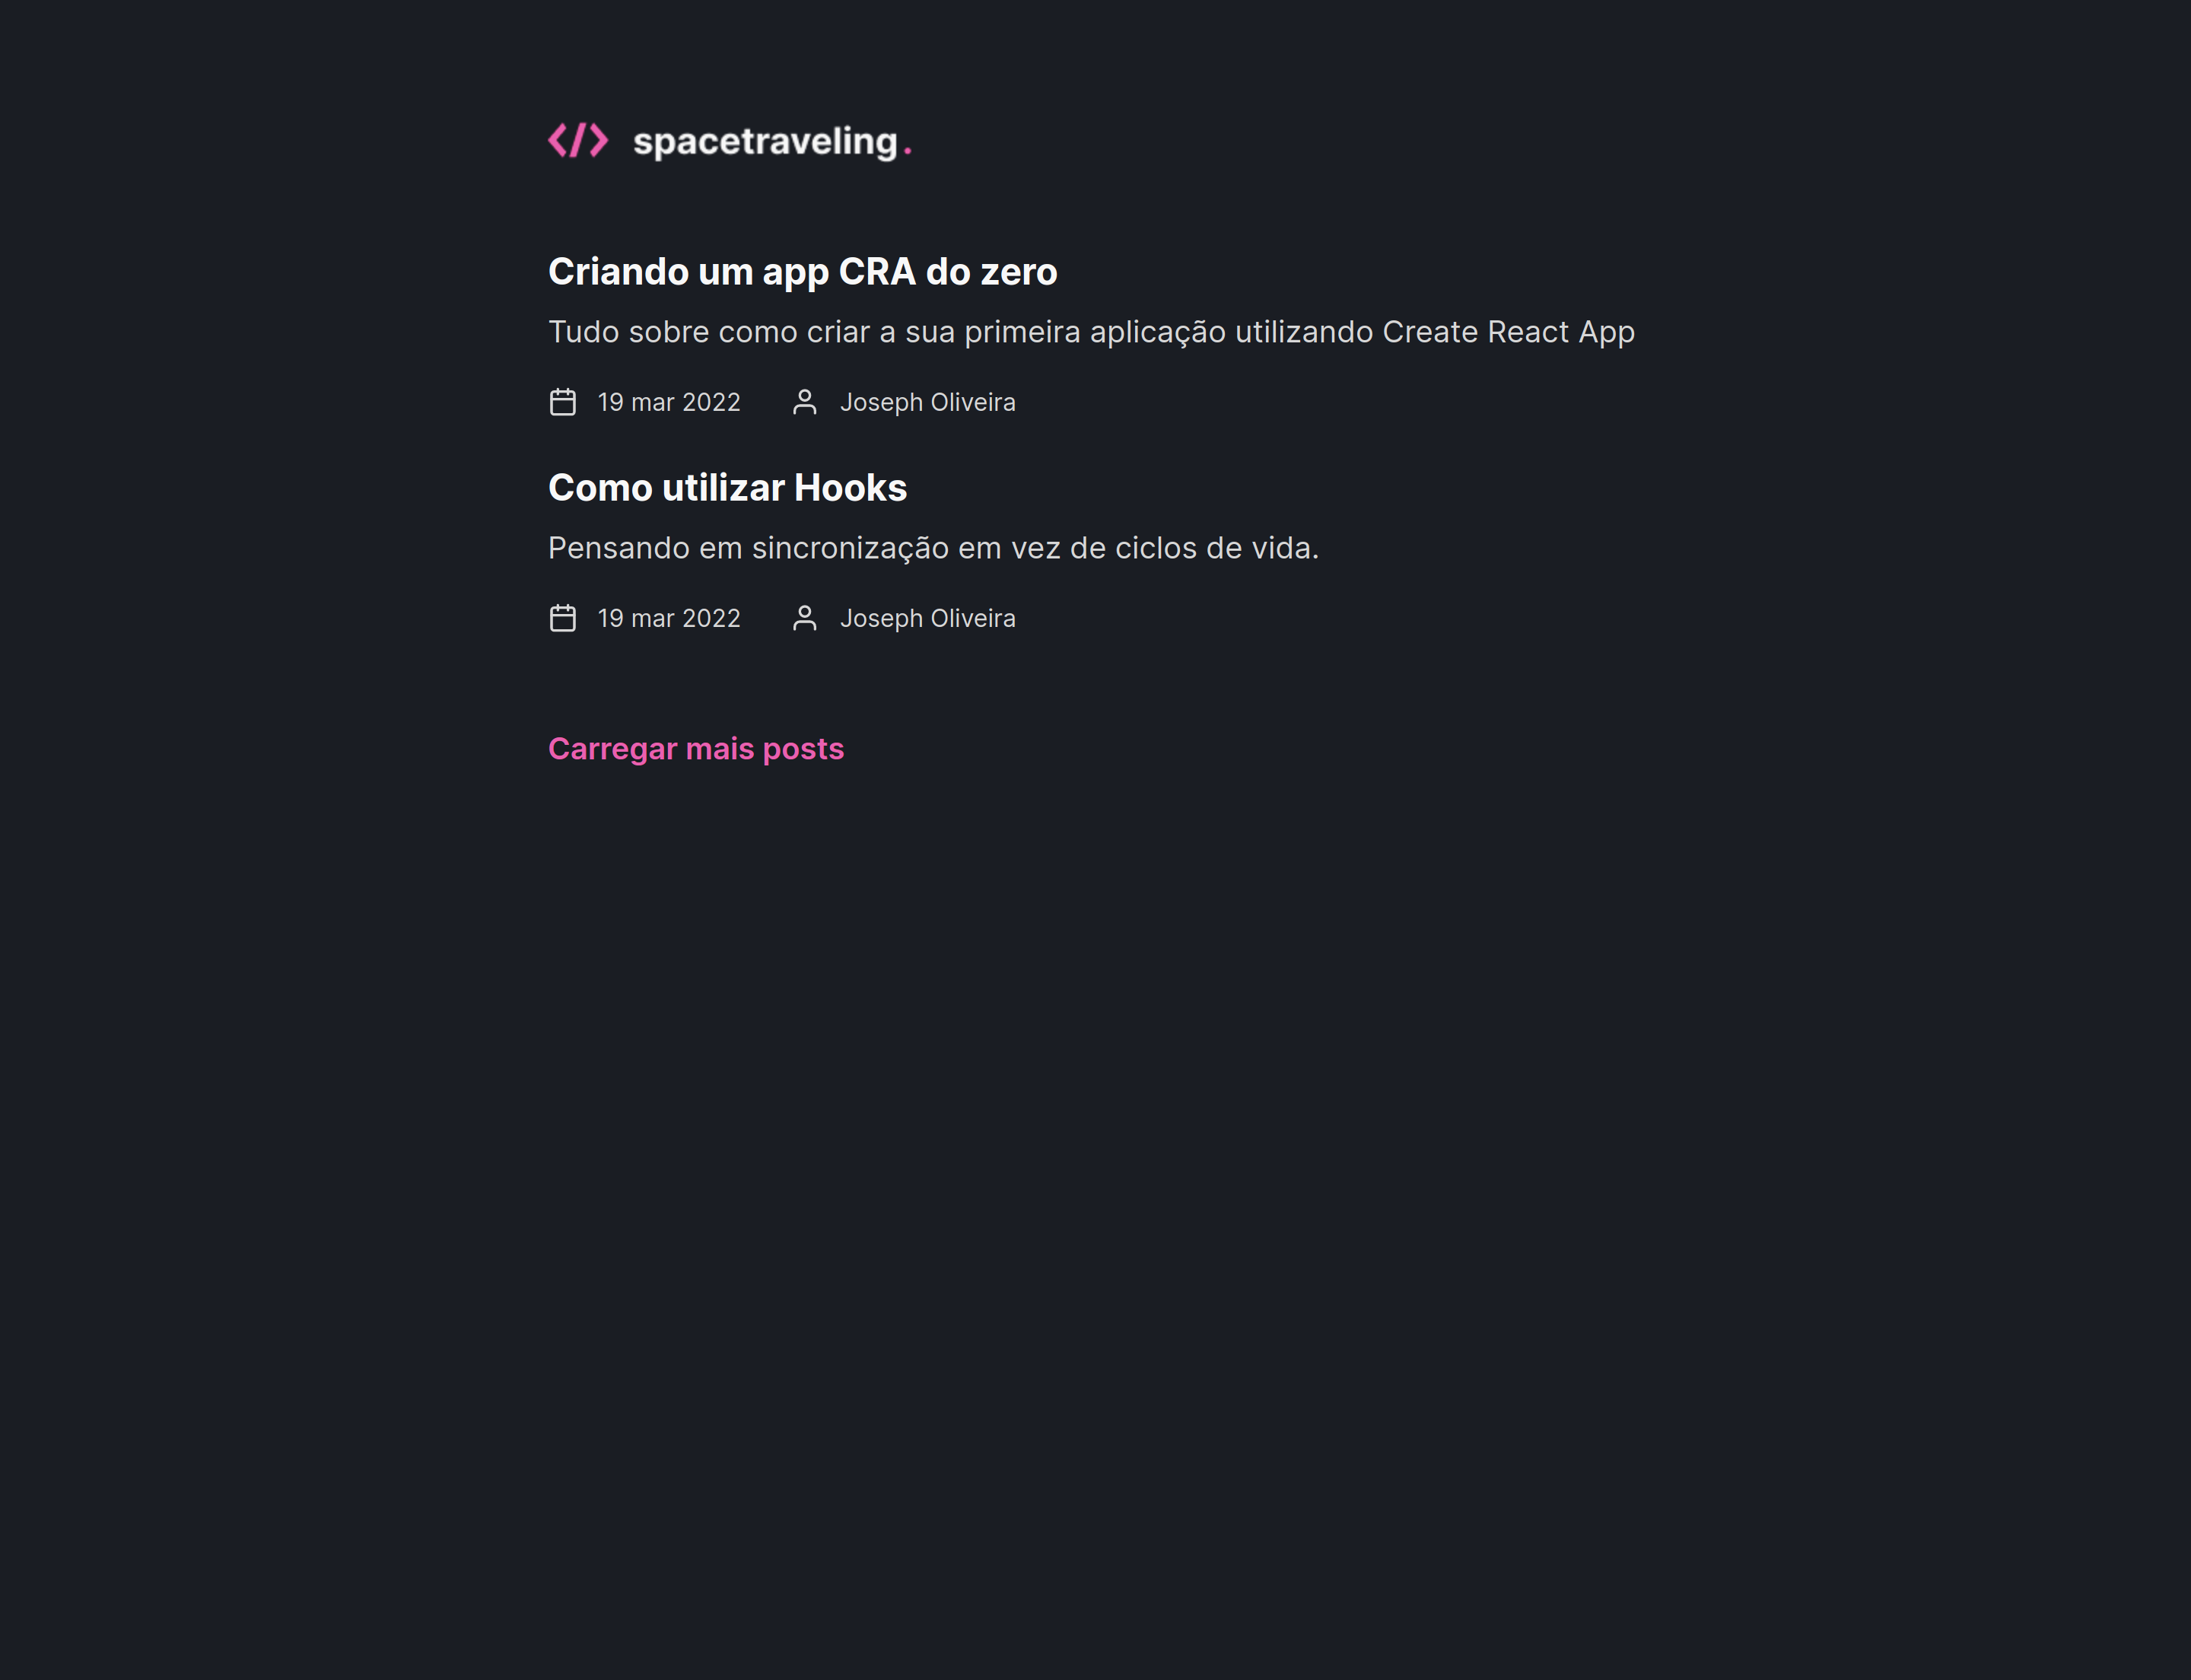 </> spacetraveling.
Criando um app CRA do zero
Tudo sobre como criar a sua primeira aplicação utilizando Create React App
19 mar 2022 Joseph Oliveira
Como utilizar Hooks
Pensando em sincronização em vez de ciclos de vida.
19 mar 2022 Joseph Oliveira
Carregar mais posts